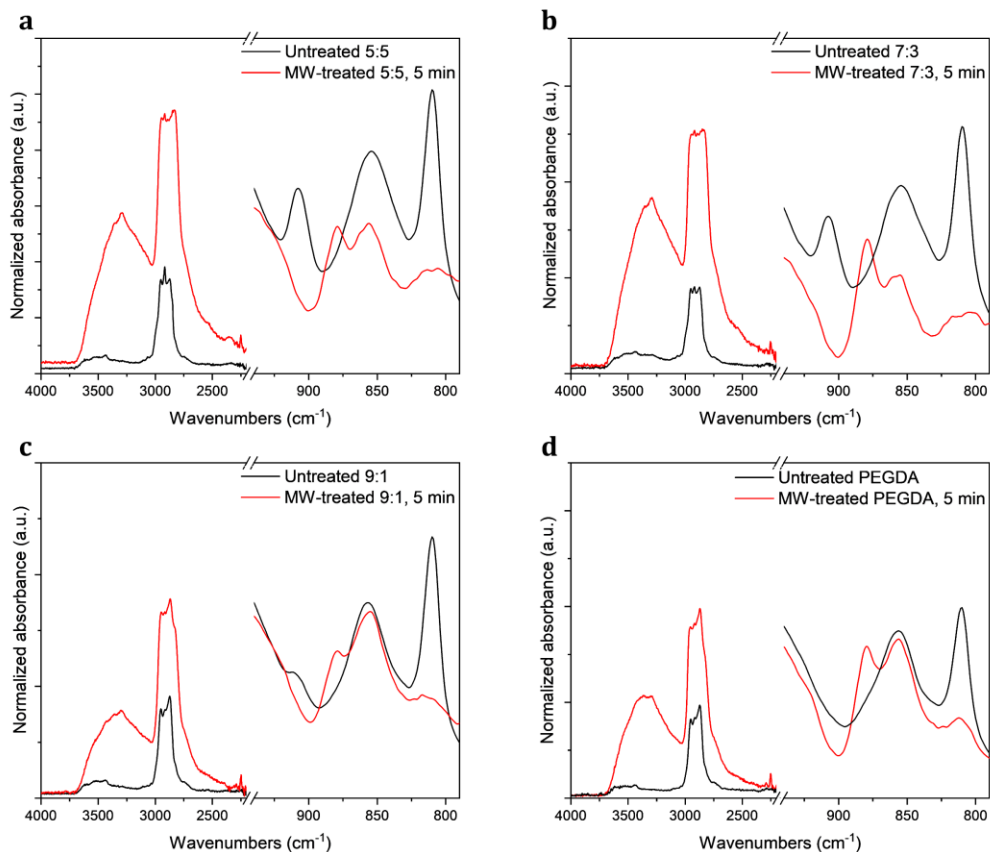 a
Untreated 5:5
MW-treated 5:5, 5 min
Normalized absorbance (a.u.)
4000 3500 3000 2500 900 850 800
Wavenumbers (cm⁻¹)
b
Untreated 7:3
MW-treated 7:3, 5 min
Normalized absorbance (a.u.)
4000 3500 3000 2500 900 850 800
Wavenumbers (cm⁻¹)
c
Untreated 9:1
MW-treated 9:1, 5 min
Normalized absorbance (a.u.)
4000 3500 3000 2500 900 850 800
Wavenumbers (cm⁻¹)
d
Untreated PEGDA
MW-treated PEGDA, 5 min
Normalized absorbance (a.u.)
4000 3500 3000 2500 900 850 800
Wavenumbers (cm⁻¹)